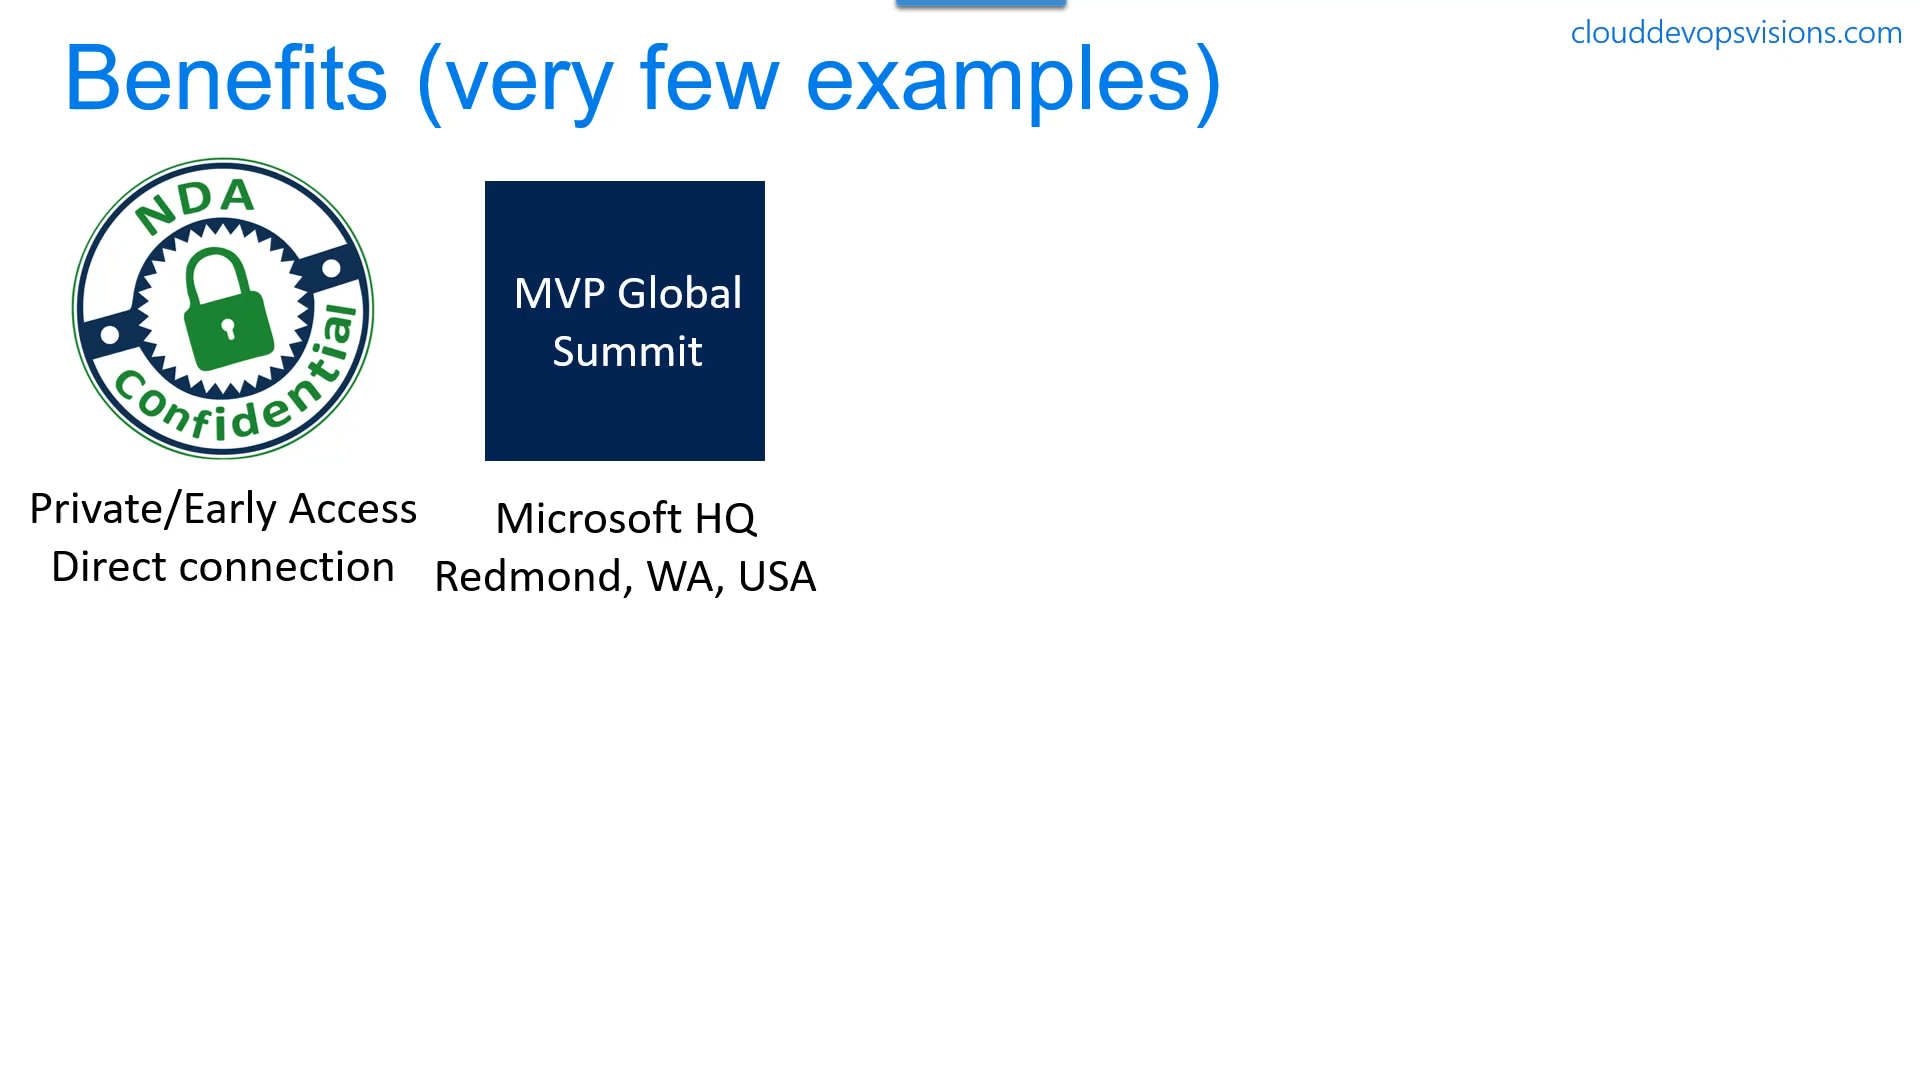 clouddevopsvisions.com
Benefits (very few examples)
NDA
Confidential
Private/Early Access
Direct connection
MVP Global
Summit
Microsoft HQ
Redmond, WA, USA